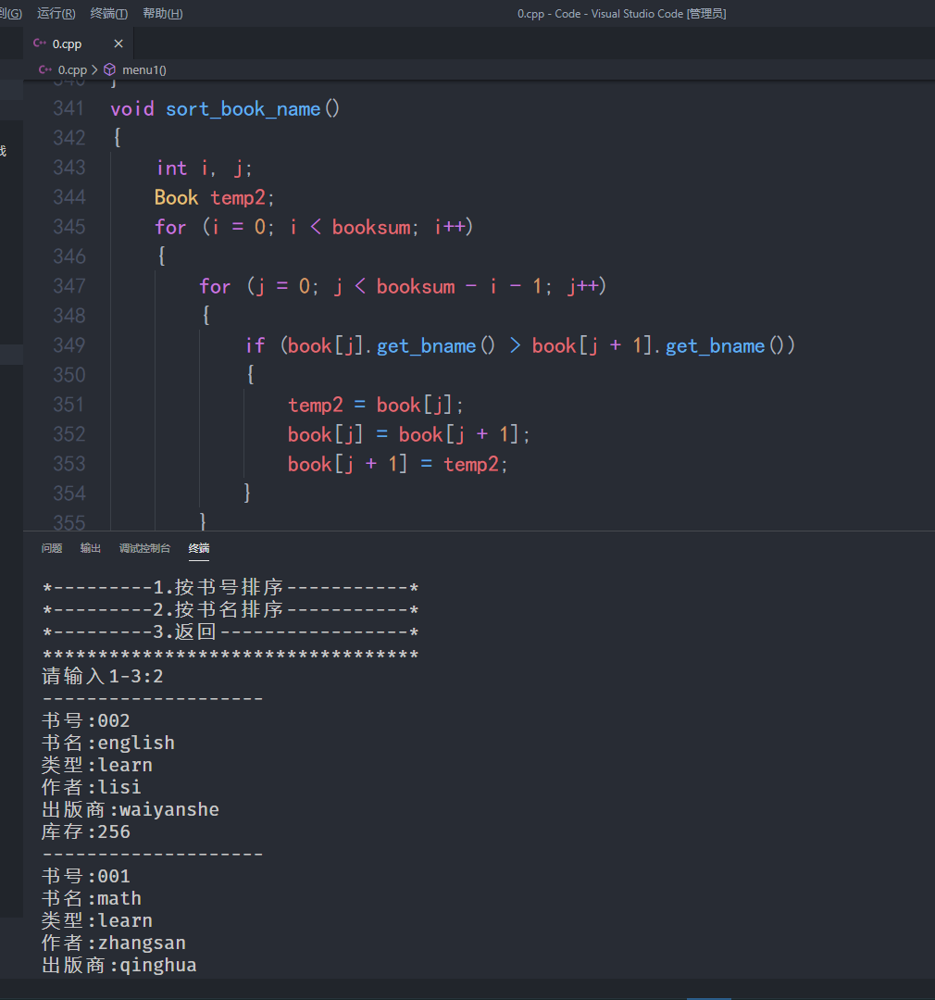 到(G) 运行(R) 终端(T) 帮助(H) 0.cpp - Code - Visual Studio Code [管理员]
C++ 0.cpp ×
C++ 0.cpp > menu1()
340 }
341 void sort_book_name()
342 {
343 int i, j;
344 Book temp2;
345 for (i = 0; i < booksum; i++)
346 {
347 for (j = 0; j < booksum - i - 1; j++)
348 {
349 if (book[j].get_bname() > book[j + 1].get_bname())
350 {
351 temp2 = book[j];
352 book[j] = book[j + 1];
353 book[j + 1] = temp2;
354 }
355 }
问题 输出 调试控制台 终端
*---------1.按书号排序-----------*
*---------2.按书名排序-----------*
*---------3.返回-----------------*
**********************************
请输入1-3:2
--------------------
书号:002
书名:english
类型:learn
作者:lisi
出版商:waiyanshe
库存:256
--------------------
书号:001
书名:math
类型:learn
作者:zhangsan
出版商:qinghua